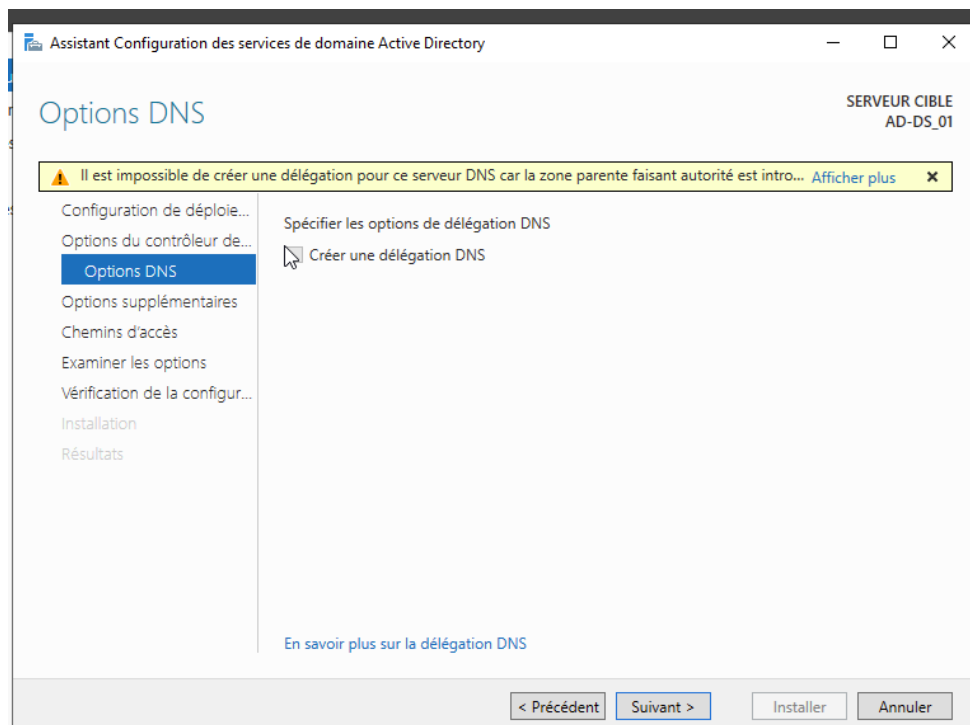 Assistant Configuration des services de domaine Active Directory
Options DNS
SERVEUR CIBLE
AD-DS_01
Il est impossible de créer une délégation pour ce serveur DNS car la zone parente faisant autorité est intro... Afficher plus
Configuration de déploie...
Options du contrôleur de...
Options DNS
Options supplémentaires
Chemins d'accès
Examiner les options
Vérification de la configur...
Installation
Résultats
Spécifier les options de délégation DNS
Créer une délégation DNS
En savoir plus sur la délégation DNS
< Précédent Suivant > Installer Annuler